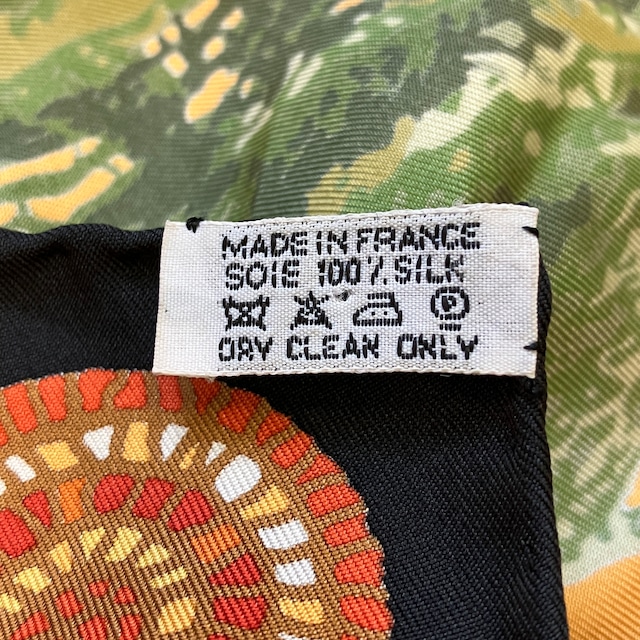 MADE IN FRANCE
SOIE 100% SILK
P
DRY CLEAN ONLY